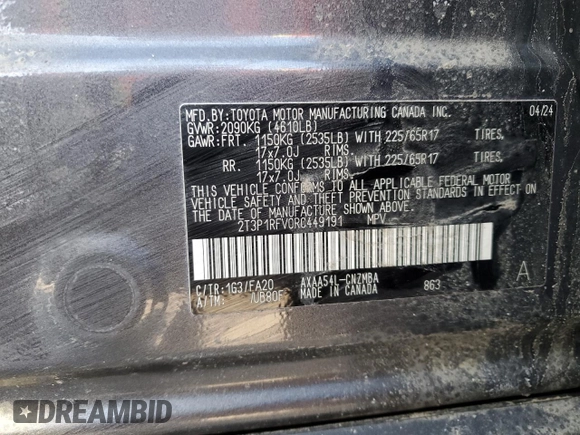 MFD.BY:TOYOTA MOTOR MANUFACTURING CANADA INC. 04/24
GVWR:2090KG (4610LB)
GAWR:FRT. 1150KG (2535LB) WITH 225/65R17 TIRES.
17x7.0J RIMS
RR. 1150KG (2535LB) WITH 225/65R17 TIRES.
17x7.0J RIMS
THIS VEHICLE CONFORMS TO ALL APPLICABLE FEDERAL MOTOR
VEHICLE SAFETY AND THEFT PREVENTION STANDARDS IN EFFECT ON
THE DATE OF MANUFACTURE SHOWN ABOVE.
2T3P1RFV0RC449191 MPV
C/TR:1G3/FA20 AXAA54L-CNZMBA
A/TM: /UB80F MADE IN CANADA 863
A
DREAMBID